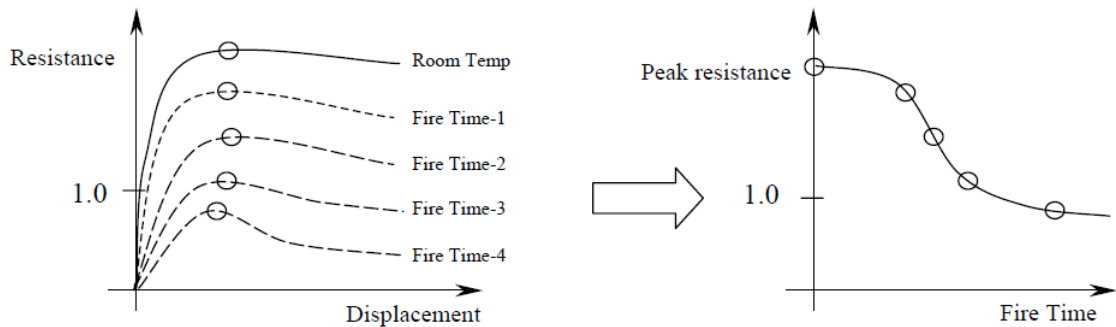 Resistance
1.0
Room Temp
Fire Time-1
Fire Time-2
Fire Time-3
Fire Time-4
Displacement
Peak resistance
1.0
Fire Time